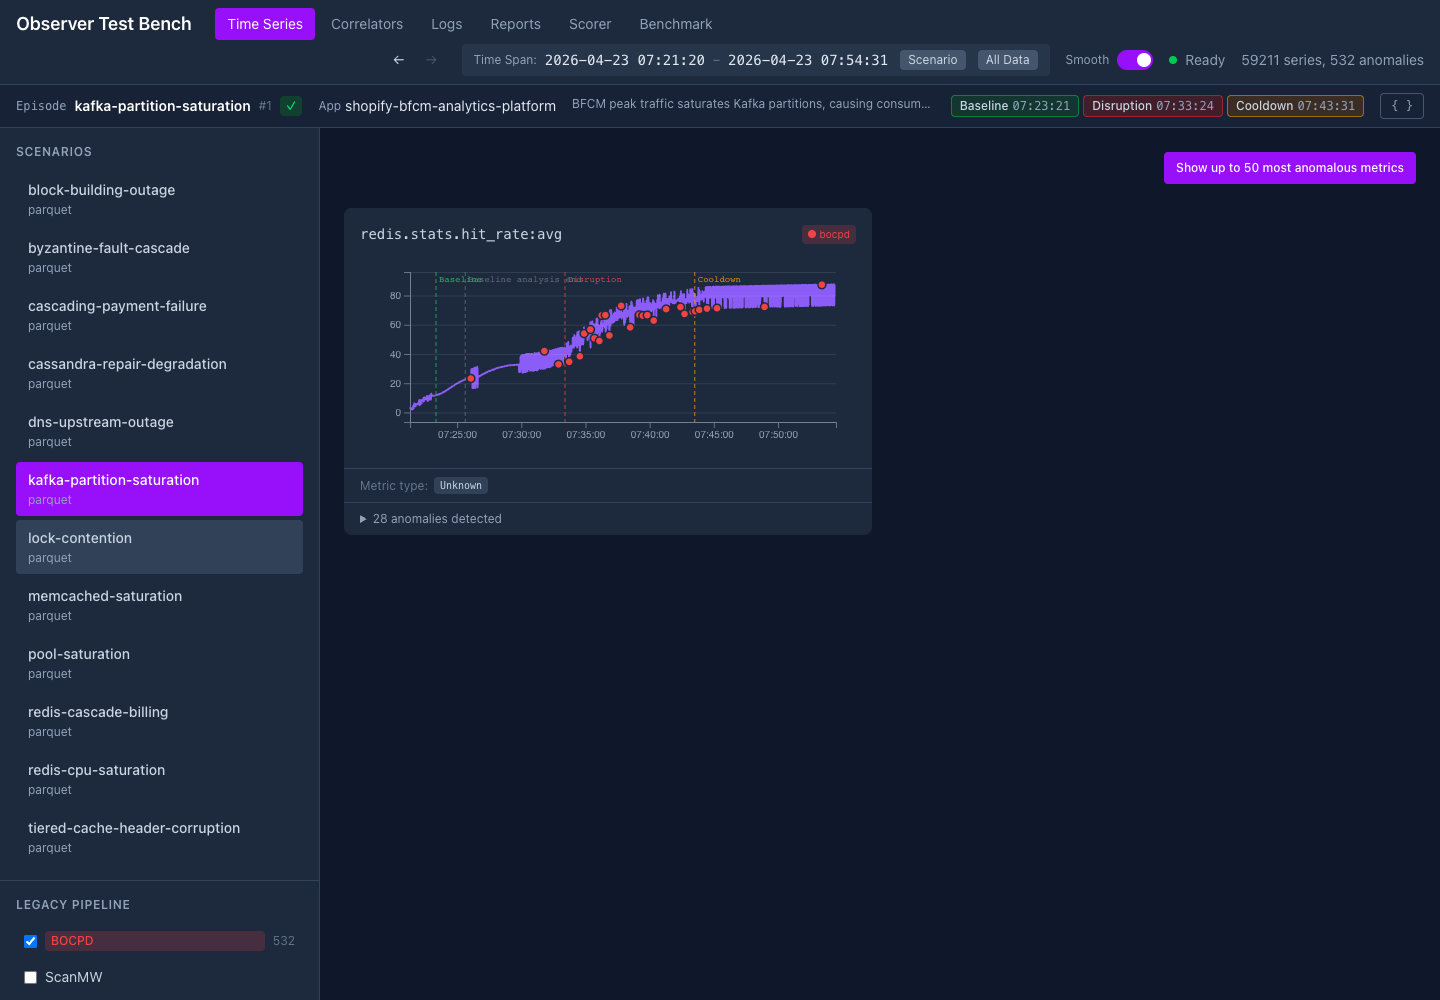 Observer Test Bench
Time Series
Correlators
Logs
Reports
Scorer
Benchmark
← → Time Span: 2026-04-23 07:21:20 – 2026-04-23 07:54:31 Scenario All Data Smooth Ready 59211 series, 532 anomalies
Episode kafka-partition-saturation #1 ✓ App shopify-bfcm-analytics-platform BFCM peak traffic saturates Kafka partitions, causing consum... Baseline 07:23:21 Disruption 07:33:24 Cooldown 07:43:31 { }
SCENARIOS
block-building-outage
parquet
byzantine-fault-cascade
parquet
cascading-payment-failure
parquet
cassandra-repair-degradation
parquet
dns-upstream-outage
parquet
kafka-partition-saturation
parquet
lock-contention
parquet
memcached-saturation
parquet
pool-saturation
parquet
redis-cascade-billing
parquet
redis-cpu-saturation
parquet
tiered-cache-header-corruption
parquet
LEGACY PIPELINE
BOCPD 532
ScanMW
Show up to 50 most anomalous metrics
redis.stats.hit_rate:avg
bocpd
Baseline
Baseline analysis
Disruption
Cooldown
80
60
40
20
0
07:25:00 07:30:00 07:35:00 07:40:00 07:45:00 07:50:00
Metric type: Unknown
▶ 28 anomalies detected